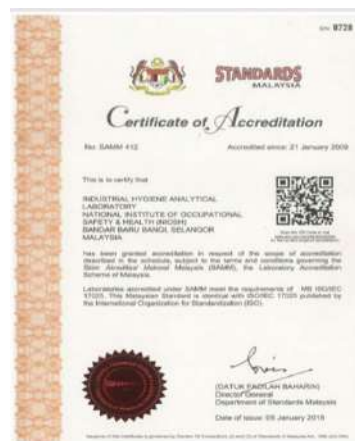 S/N: 0728
STANDARDS
MALAYSIA
Certificate of Accreditation
No: SAMM 412
Accredited since: 21 January 2009
This is to certify that
INDUSTRIAL HYGIENE ANALYTICAL
LABORATORY
NATIONAL INSTITUTE OF OCCUPATIONAL
SAFETY & HEALTH (NIOSH)
BANDAR BARU BANGI, SELANGOR
MALAYSIA
has been granted accreditation in respect of the scope of accreditation
described in the schedule, subject to the terms and conditions governing the
Skim Akreditasi Makmal Malaysia (SAMM), the Laboratory Accreditation
Scheme of Malaysia.
Laboratories accredited under SAMM meet the requirements of MS ISO/IEC
17025. This Malaysian Standard is identical with ISO/IEC 17025 published by
the International Organization for Standardization (ISO).
(DATUK FADILAH BAHARIN)
Director General
Department of Standards Malaysia
Date of issue: 05 January 2015